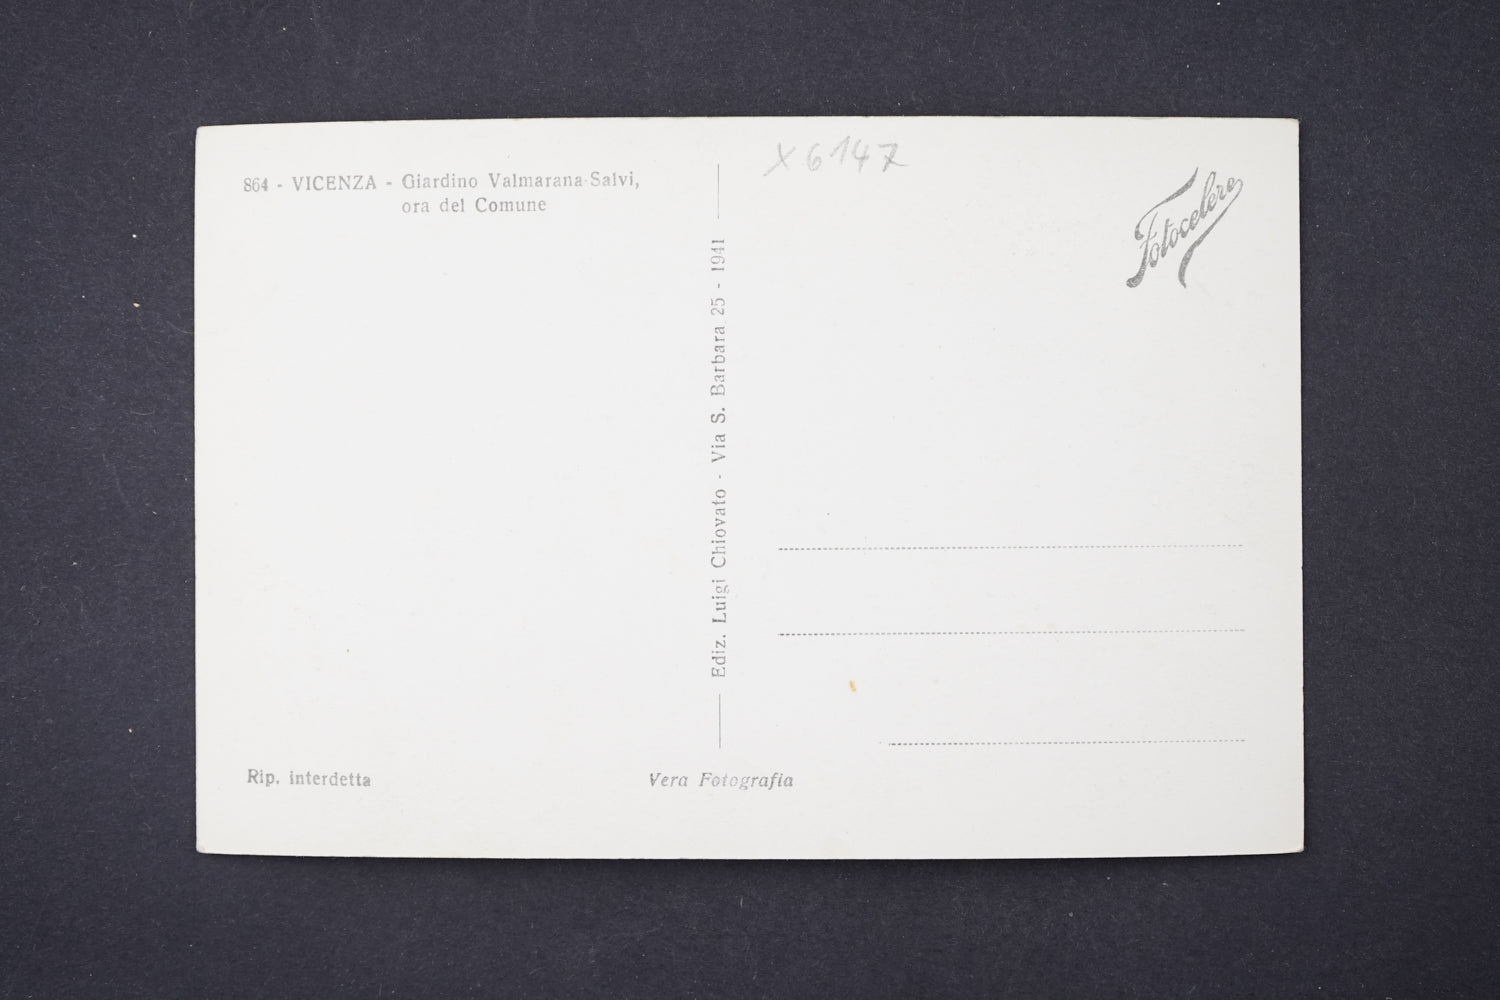 864 - VICENZA - Giardino Valmarana-Salvi,
ora del Comune
X 6147
Fotocelere
Ediz. Luigi Chiovato - Via S. Barbara 25 - 1941
Rip. interdetta
Vera Fotografia